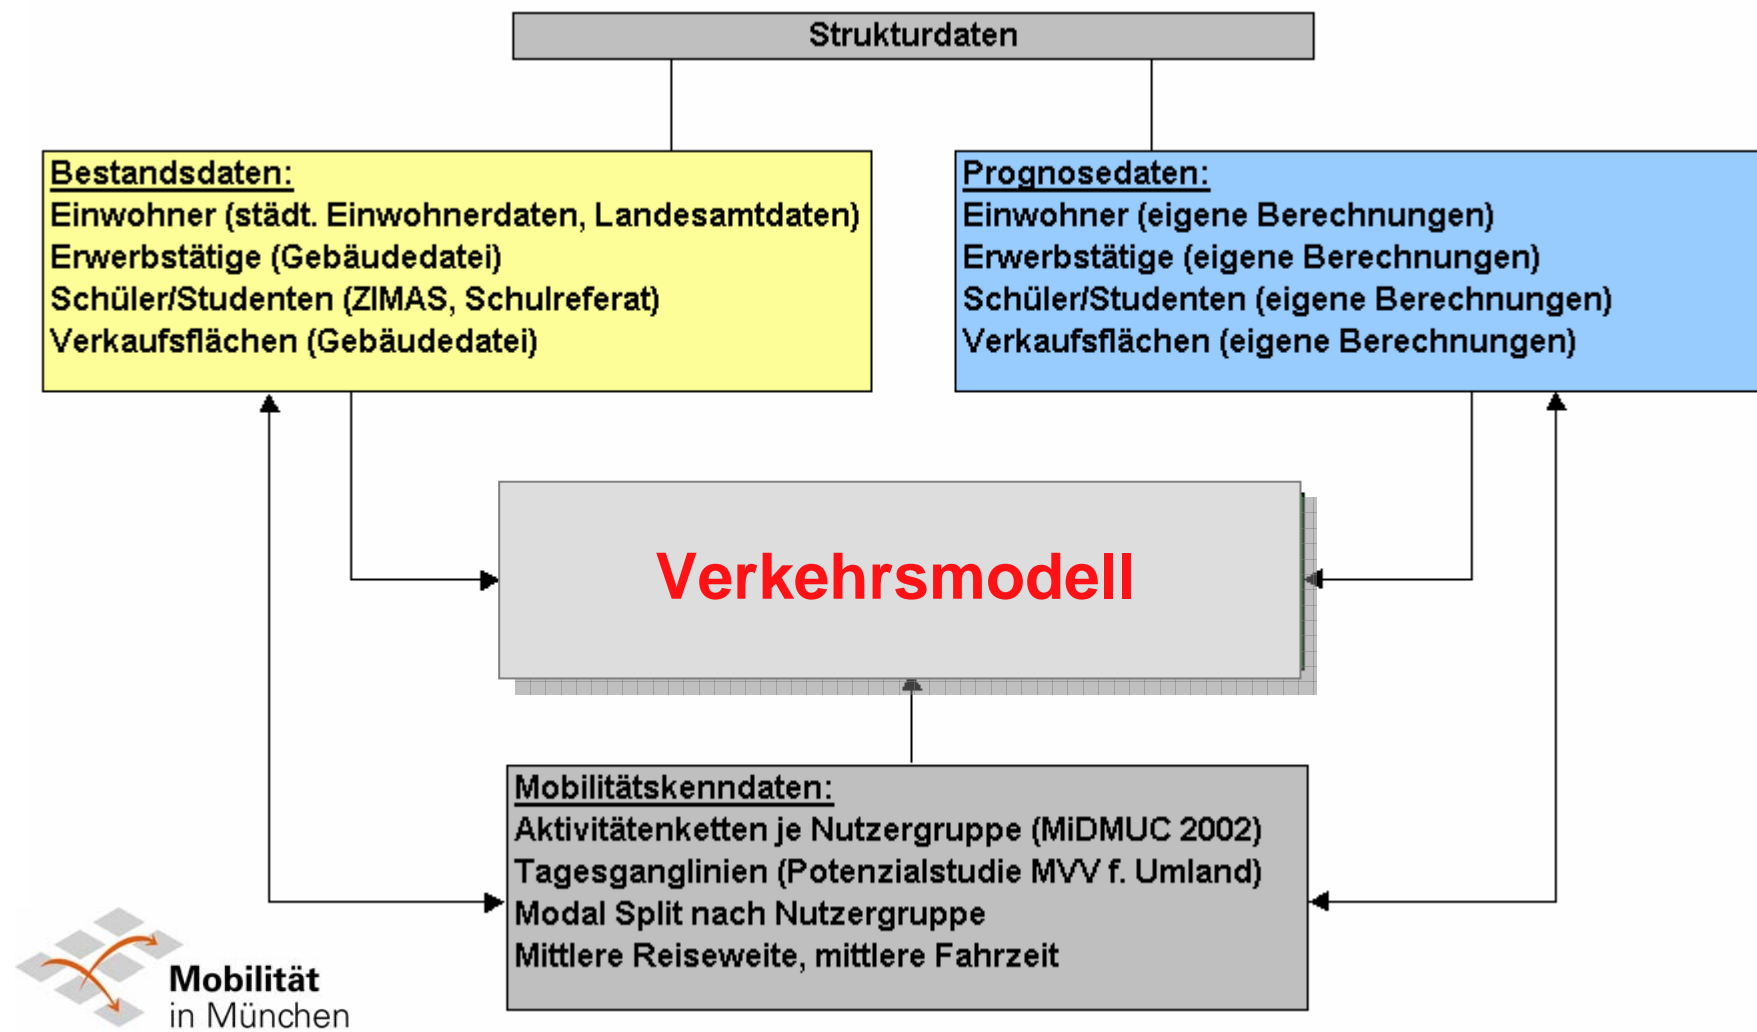 Strukturdaten
Bestandsdaten:
Einwohner (städt. Einwohnerdaten, Landesamtdaten)
Erwerbstätige (Gebäudedatei)
Schüler/Studenten (ZIMAS, Schulreferat)
Verkaufsflächen (Gebäudedatei)
Prognosedaten:
Einwohner (eigene Berechnungen)
Erwerbstätige (eigene Berechnungen)
Schüler/Studenten (eigene Berechnungen)
Verkaufsflächen (eigene Berechnungen)
Verkehrsmodell
Mobilitätskenndaten:
Aktivitätenketten je Nutzergruppe (MiDMUC 2002)
Tagesganglinien (Potenzialstudie MVV f. Umland)
Modal Split nach Nutzergruppe
Mittlere Reiseweite, mittlere Fahrzeit
Mobilität
in München